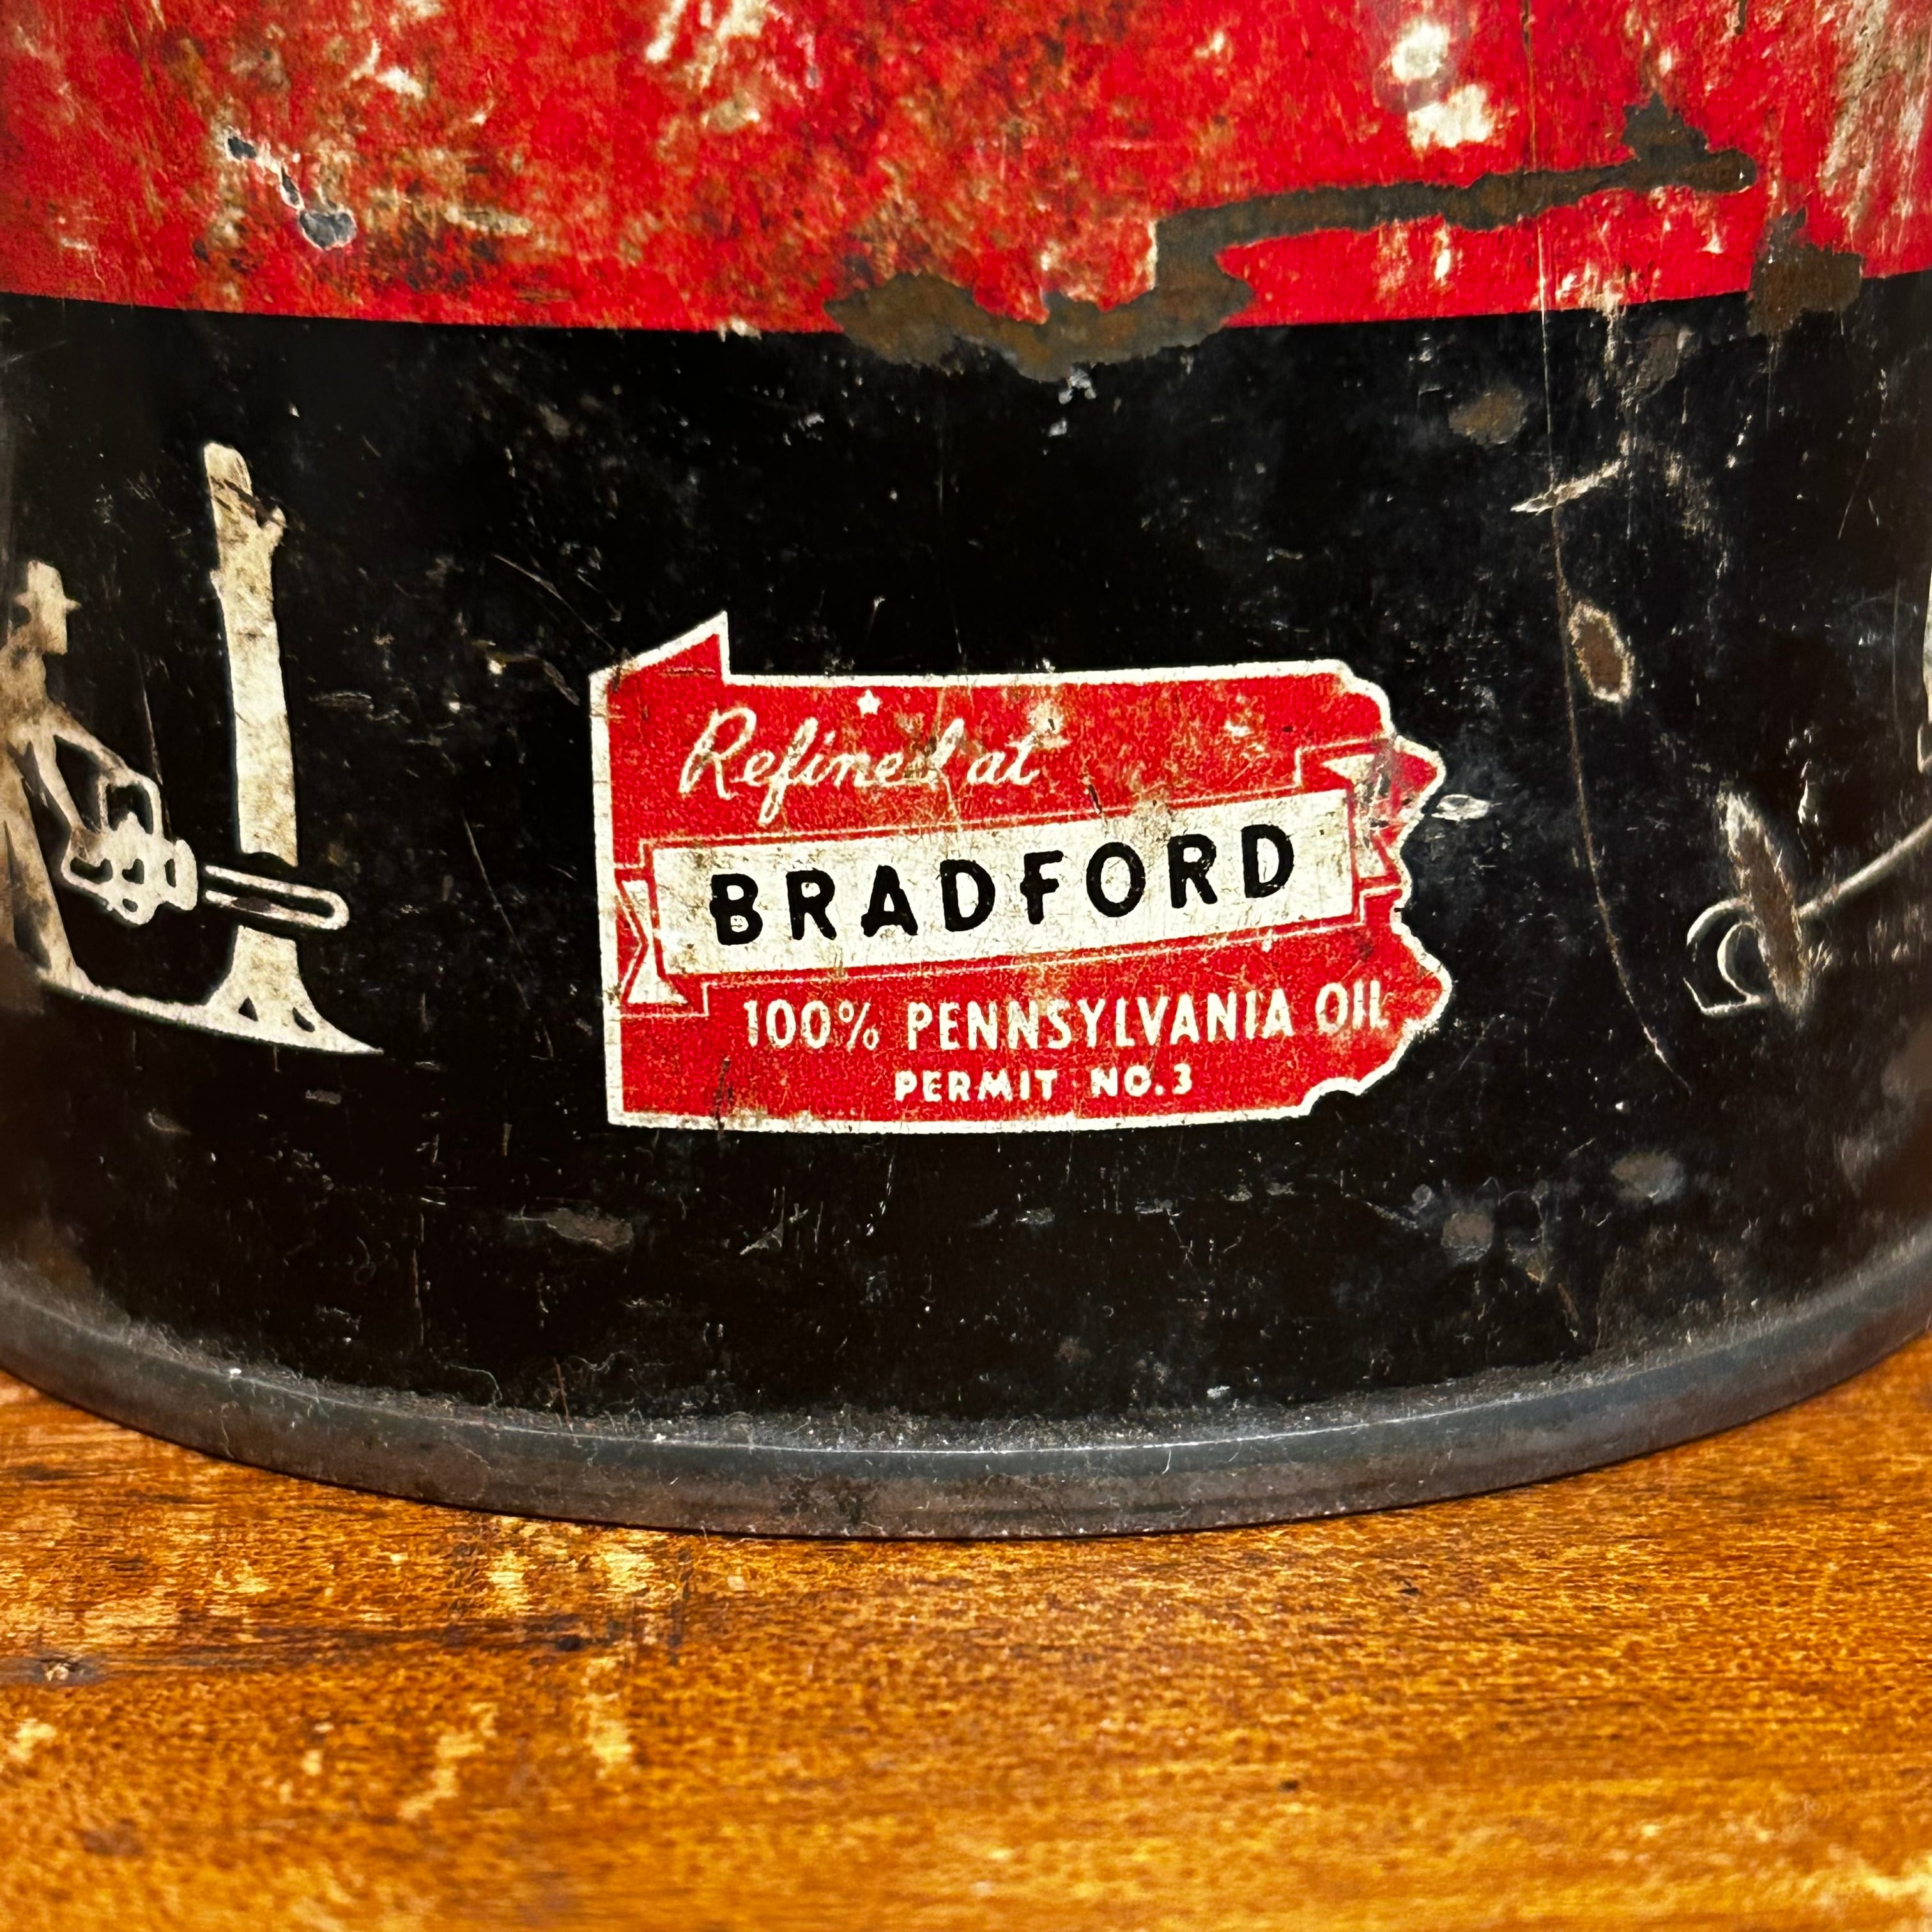 Refined at
BRADFORD
100% PENNSYLVANIA OIL
PERMIT NO.3